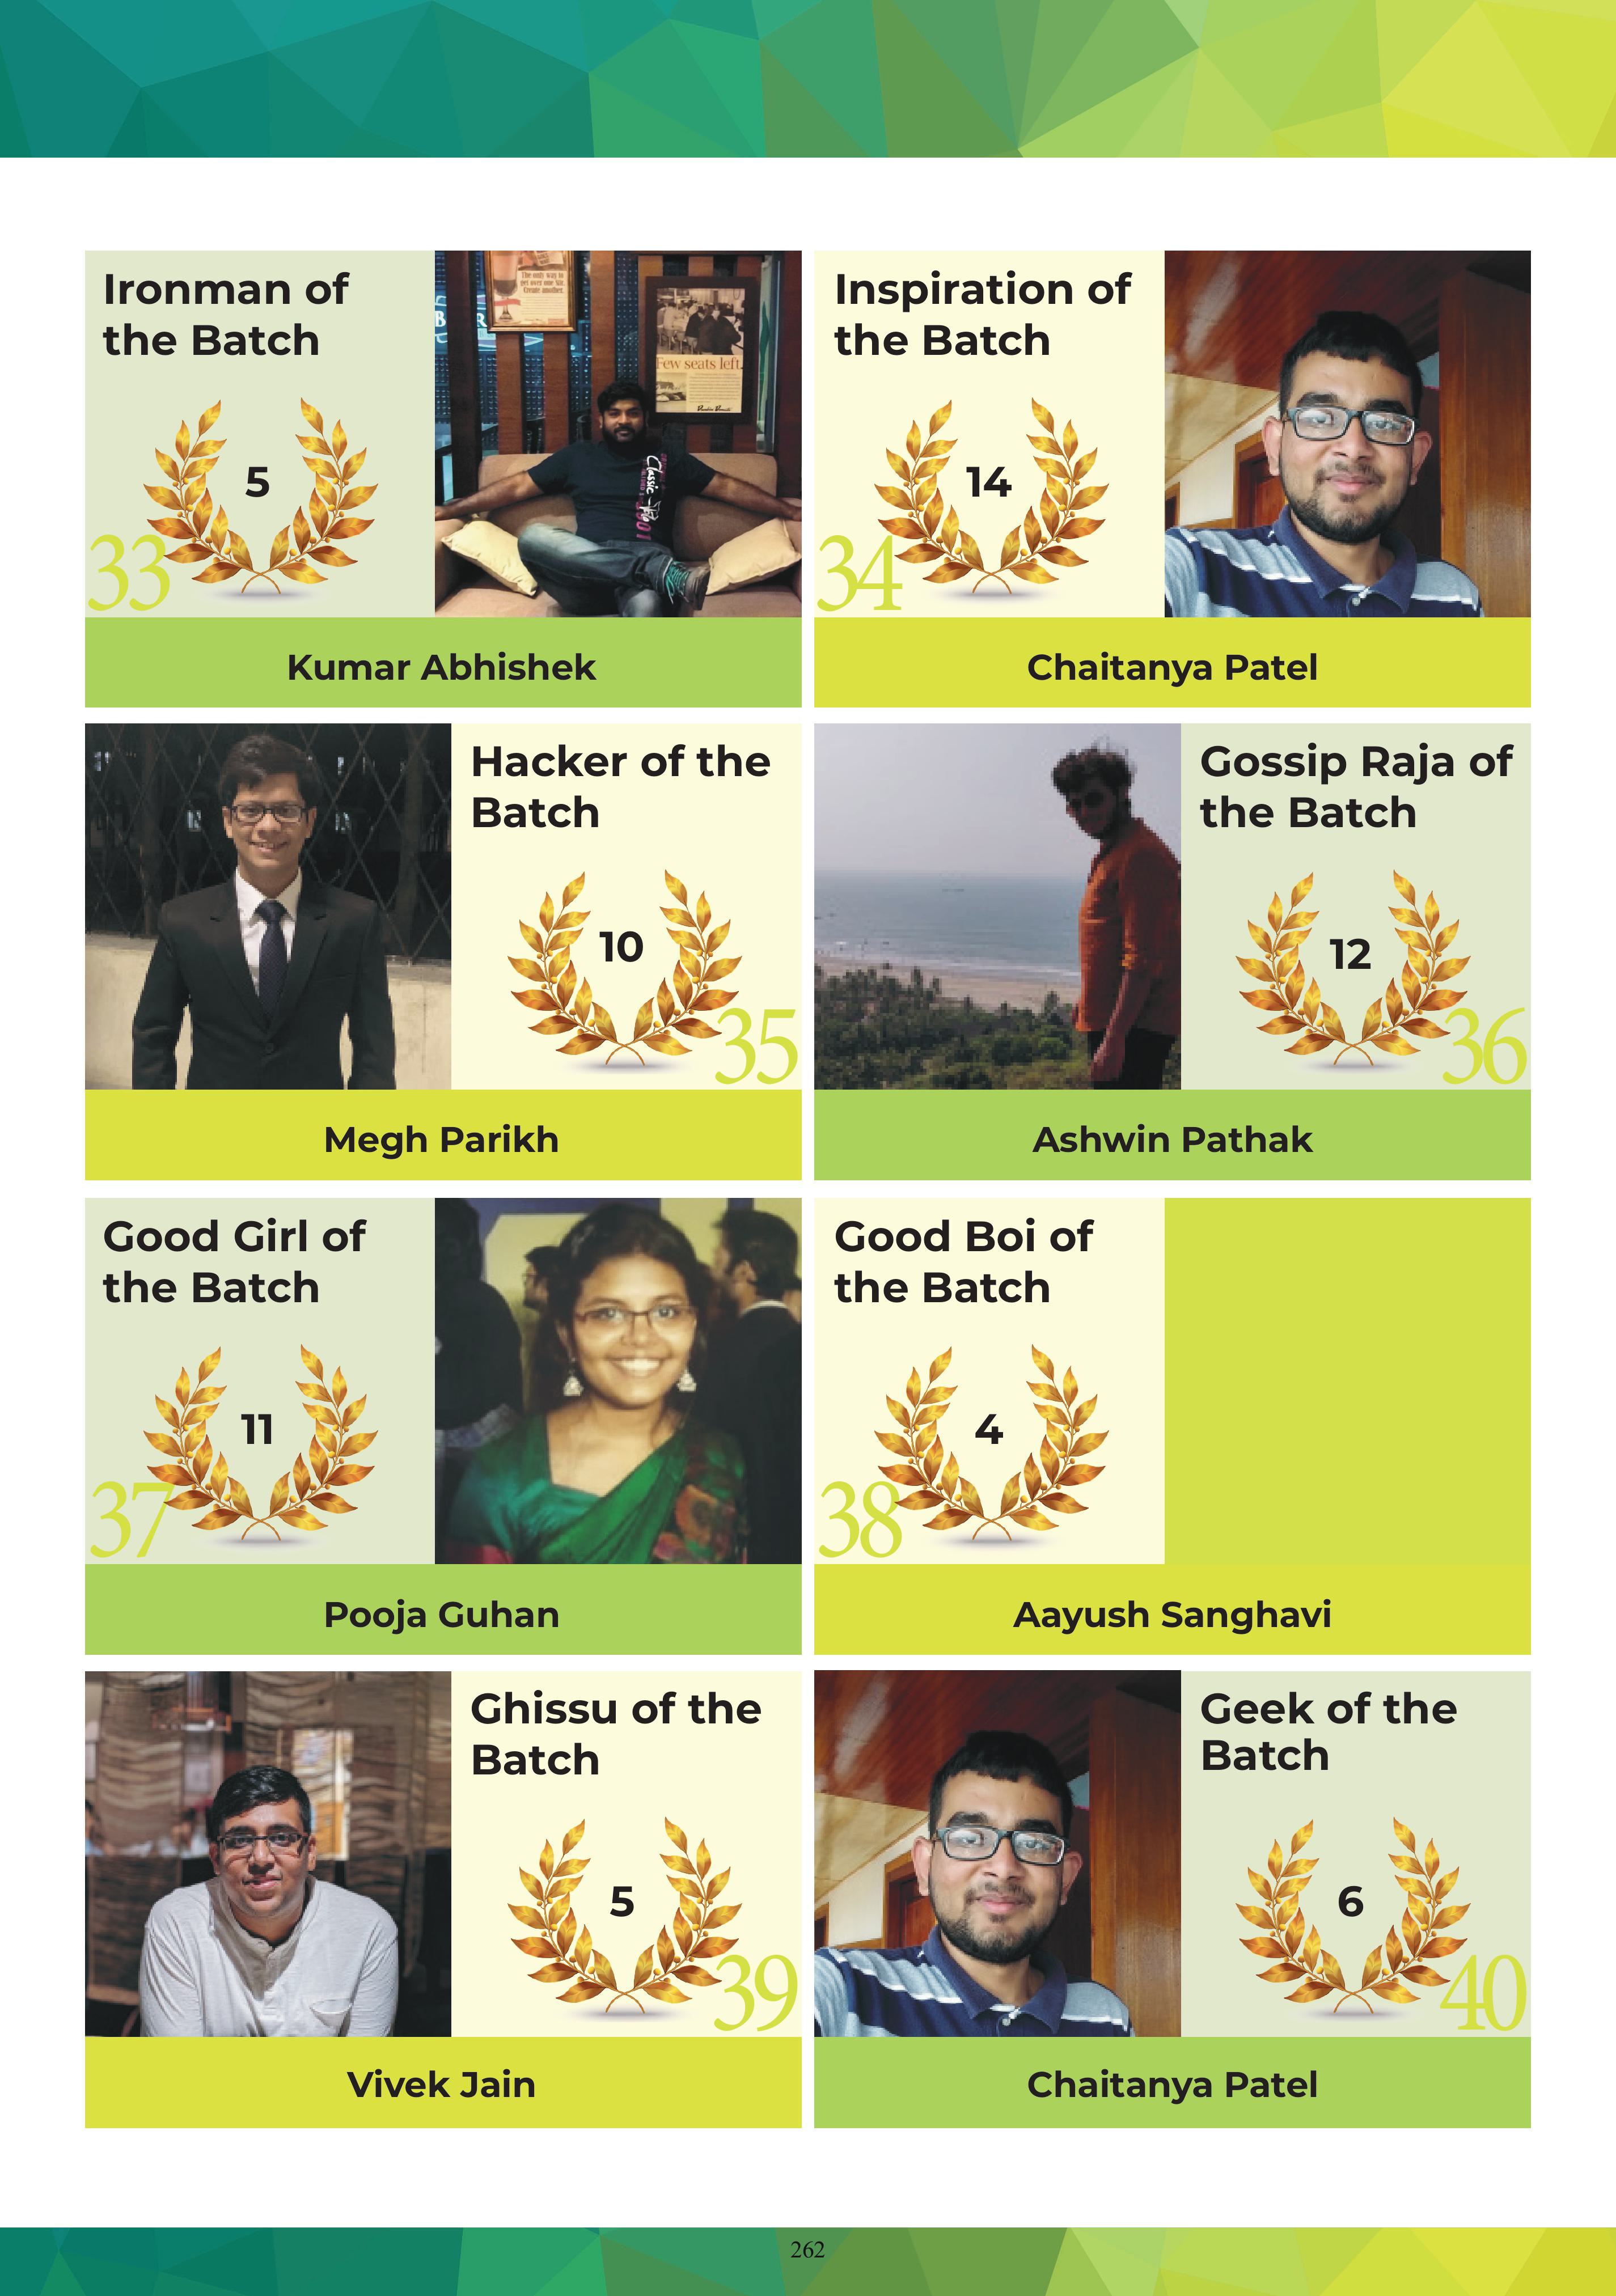 Ironman of
the Batch
5
33
The only way to
get over one Sin.
Create another.
Few seats left.
Classic
Kumar Abhishek
Inspiration of
the Batch
14
34
Chaitanya Patel
Hacker of the
Batch
10
35
Megh Parikh
Gossip Raja of
the Batch
12
36
Ashwin Pathak
Good Girl of
the Batch
11
37
Pooja Guhan
Good Boi of
the Batch
4
38
Aayush Sanghavi
Ghissu of the
Batch
5
39
Vivek Jain
Geek of the
Batch
6
40
Chaitanya Patel
262